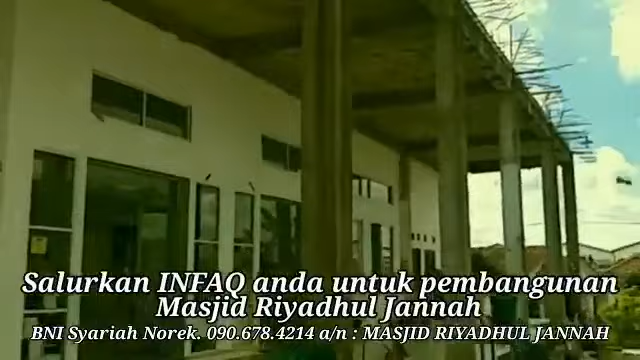 Salurkan INFAQ anda untuk pembangunan
Masjid Riyadhul Jannah
BNI Syariah Norek. 090.678.4214 a/n : MASJID RIYADHUL JANNAH